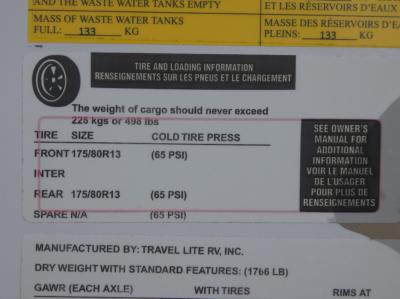 AND THE WASTE WATER TANKS EMPTY
MASS OF WASTE WATER TANKS
FULL: 133 KG
ET LES RÉSERVOIRS D'EAUX
MASSE DES RÉSERVOIRS D'E
PLEINS: 133 KG
TIRE AND LOADING INFORMATION
RENSEIGNEMENTS SUR LES PNEUS ET LE CHARGEMENT
The weight of cargo should never exceed
226 kgs or 498 lbs
TIRE SIZE COLD TIRE PRESS
FRONT 175/80R13 (65 PSI)
INTER
REAR 175/80R13 (65 PSI)
SPARE N/A (65 PSI)
SEE OWNER'S
MANUAL FOR
ADDITIONAL
INFORMATION
VOIR LE MANUEL
DE L'USAGER
POUR PLUS DE
RENSEIGNEMENTS
MANUFACTURED BY: TRAVEL LITE RV, INC.
DRY WEIGHT WITH STANDARD FEATURES: (1766 LB)
GAWR (EACH AXLE) WITH TIRES RIMS AT